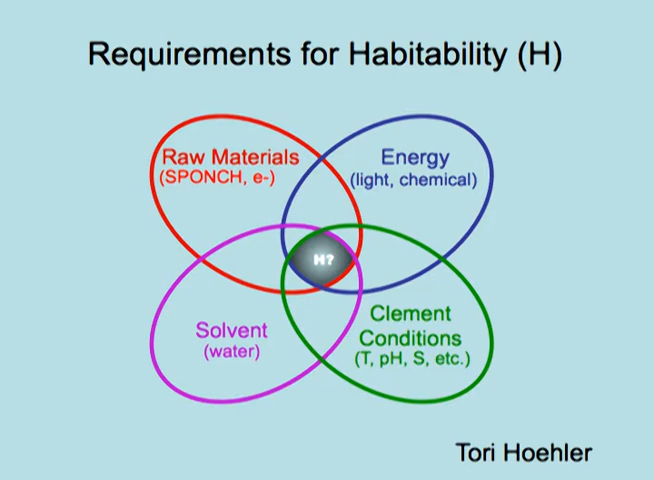 Requirements for Habitability (H)
Raw Materials
(SPONCH, e-)
Energy
(light, chemical)
H?
Solvent
(water)
Clement
Conditions
(T, pH, S, etc.)
Tori Hoehler